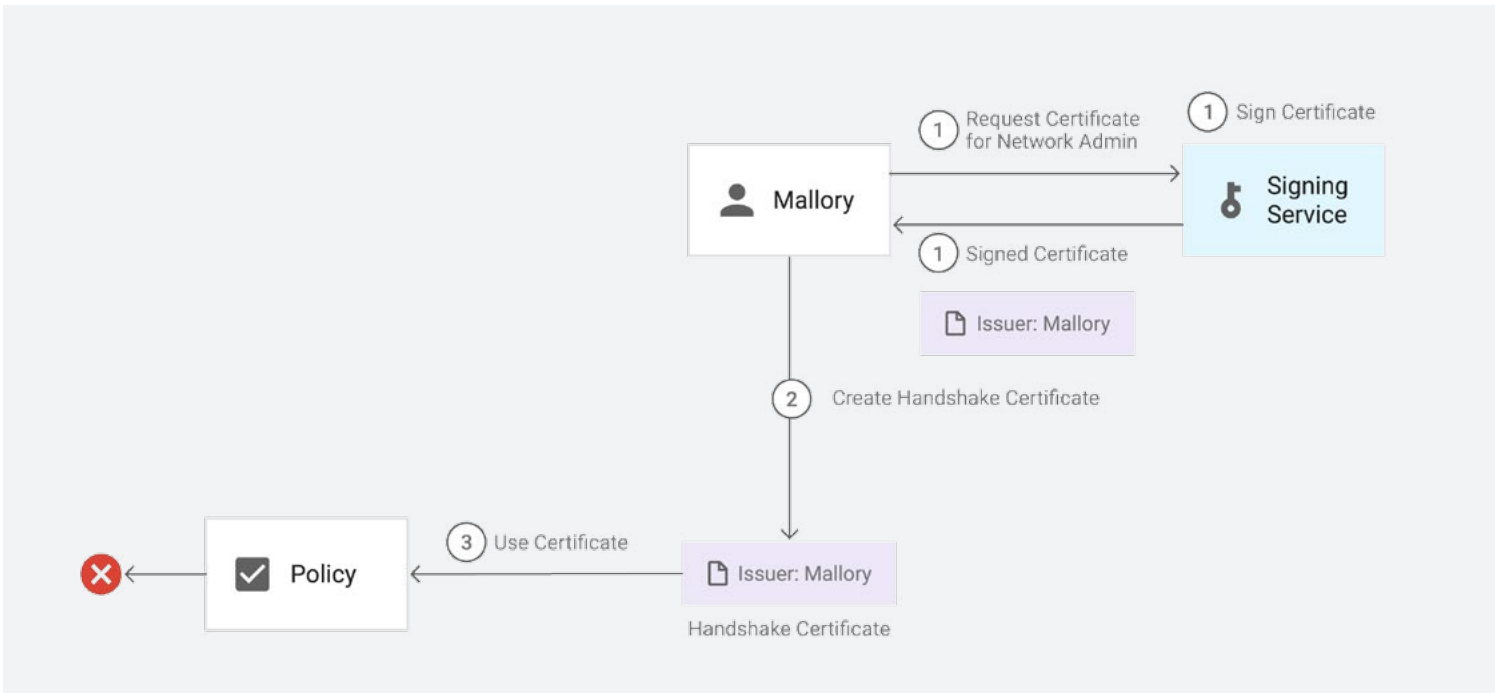 1 Request Certificate
for Network Admin
1 Sign Certificate
Mallory
Signing
Service
1 Signed Certificate
Issuer: Mallory
2 Create Handshake Certificate
Policy
3 Use Certificate
Issuer: Mallory
Handshake Certificate